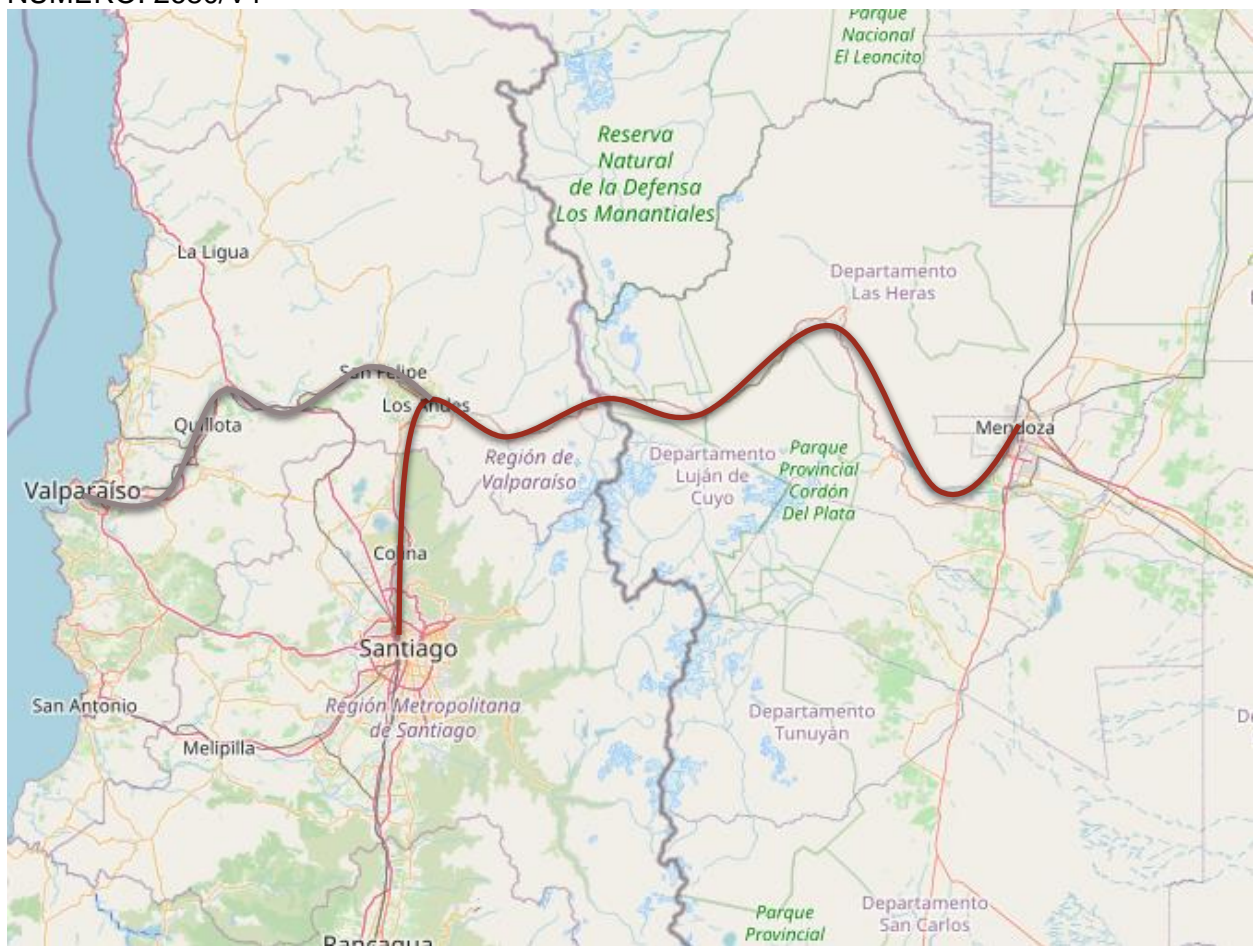 Parque
Nacional
El Leoncito
Reserva
Natural
de la Defensa
Los Manantiales
La Ligua
Departamento
Las Heras
San Felipe
Los Andes
Quillota
Mendoza
Región de
Valparaíso
Departamento
Luján de
Cuyo
Parque
Provincial
Cordón
Del Plata
Valparaíso
Colina
Santiago
San Antonio
Región Metropolitana
de Santiago
Departamento
Tunuyán
Melipilla
Departamento
San Carlos
Parque
Provincial
Rancagua